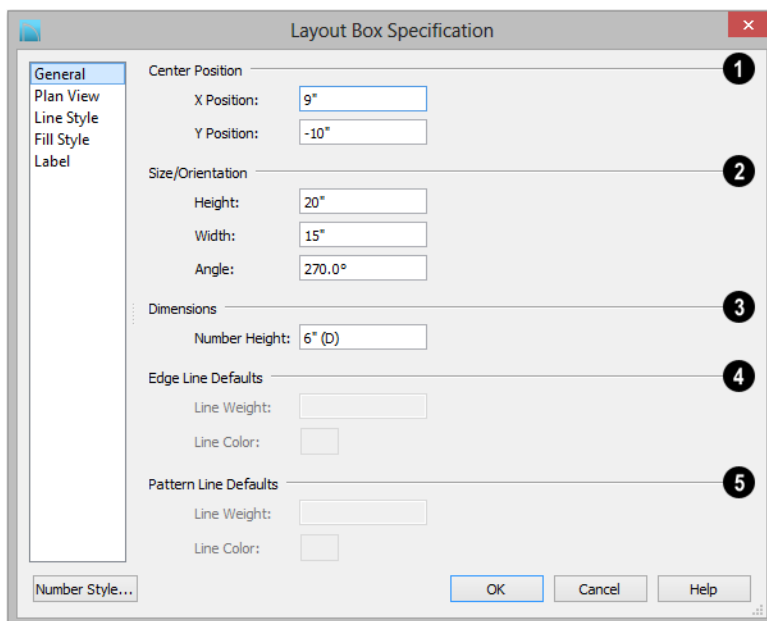 Layout Box Specification
General
Plan View
Line Style
Fill Style
Label
Center Position 1
X Position: 9"
Y Position: -10"
Size/Orientation 2
Height: 20"
Width: 15"
Angle: 270.0°
Dimensions 3
Number Height: 6" (D)
Edge Line Defaults 4
Line Weight:
Line Color:
Pattern Line Defaults 5
Line Weight:
Line Color:
Number Style... OK Cancel Help